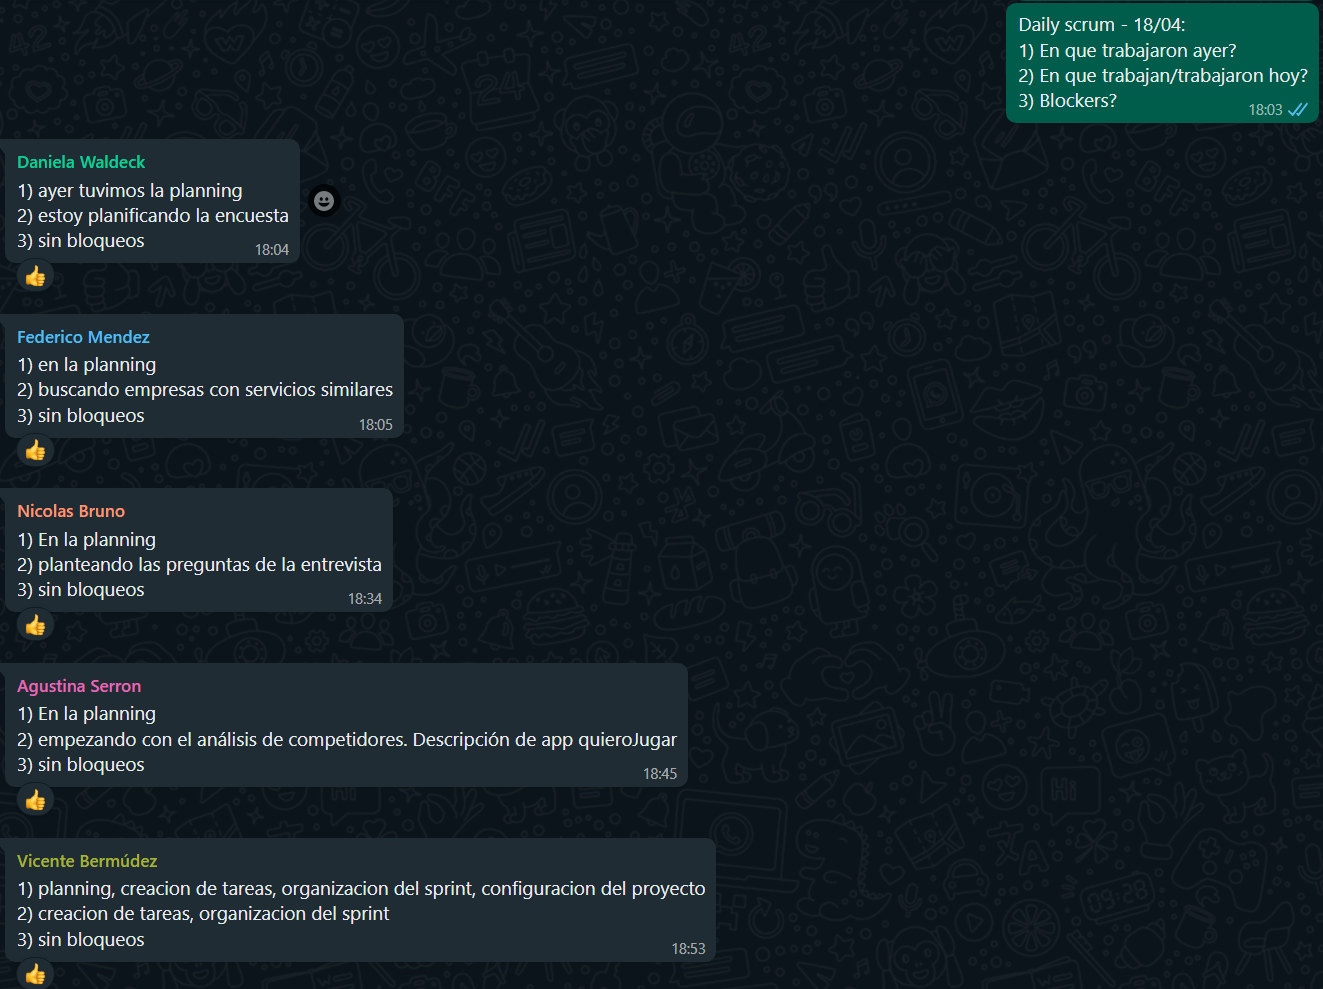 Daily scrum - 18/04:
1) En que trabajaron ayer?
2) En que trabajan/trabajaron hoy?
3) Blockers?
18:03
Daniela Waldeck
1) ayer tuvimos la planning
2) estoy planificando la encuesta
3) sin bloqueos
18:04
Federico Mendez
1) en la planning
2) buscando empresas con servicios similares
3) sin bloqueos
18:05
Nicolas Bruno
1) En la planning
2) planteando las preguntas de la entrevista
3) sin bloqueos
18:34
Agustina Serron
1) En la planning
2) empezando con el análisis de competidores. Descripción de app quieroJugar
3) sin bloqueos
18:45
Vicente Bermúdez
1) planning, creacion de tareas, organizacion del sprint, configuracion del proyecto
2) creacion de tareas, organizacion del sprint
3) sin bloqueos
18:53